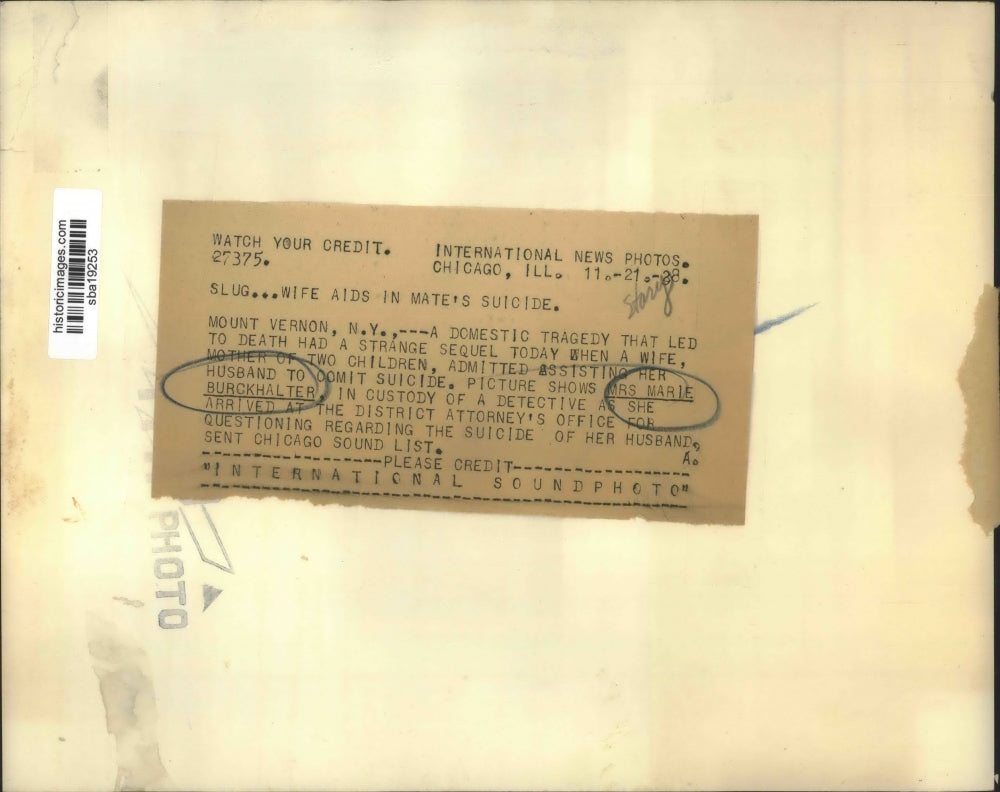 historicimages.com
sba19253
WATCH YOUR CREDIT. INTERNATIONAL NEWS PHOTOS.
27375. CHICAGO, ILL. 11.-21.-38.
SLUG...WIFE AIDS IN MATE'S SUICIDE.
MOUNT VERNON, N.Y.,---A DOMESTIC TRAGEDY THAT LED
TO DEATH HAD A STRANGE SEQUEL TODAY WHEN A WIFE,
MOTHER OF TWO CHILDREN, ADMITTED ASSISTING HER
HUSBAND TO COMIT SUICIDE. PICTURE SHOWS MRS MARIE
BURCKHALTER, IN CUSTODY OF A DETECTIVE AS SHE
ARRIVED AT THE DISTRICT ATTORNEY'S OFFICE FOR
QUESTIONING REGARDING THE SUICIDE OF HER HUSBAND.
SENT CHICAGO SOUND LIST. A.
-----------------PLEASE CREDIT-----------------
"INTERNATIONAL SOUNDPHOTO"
PHOTO